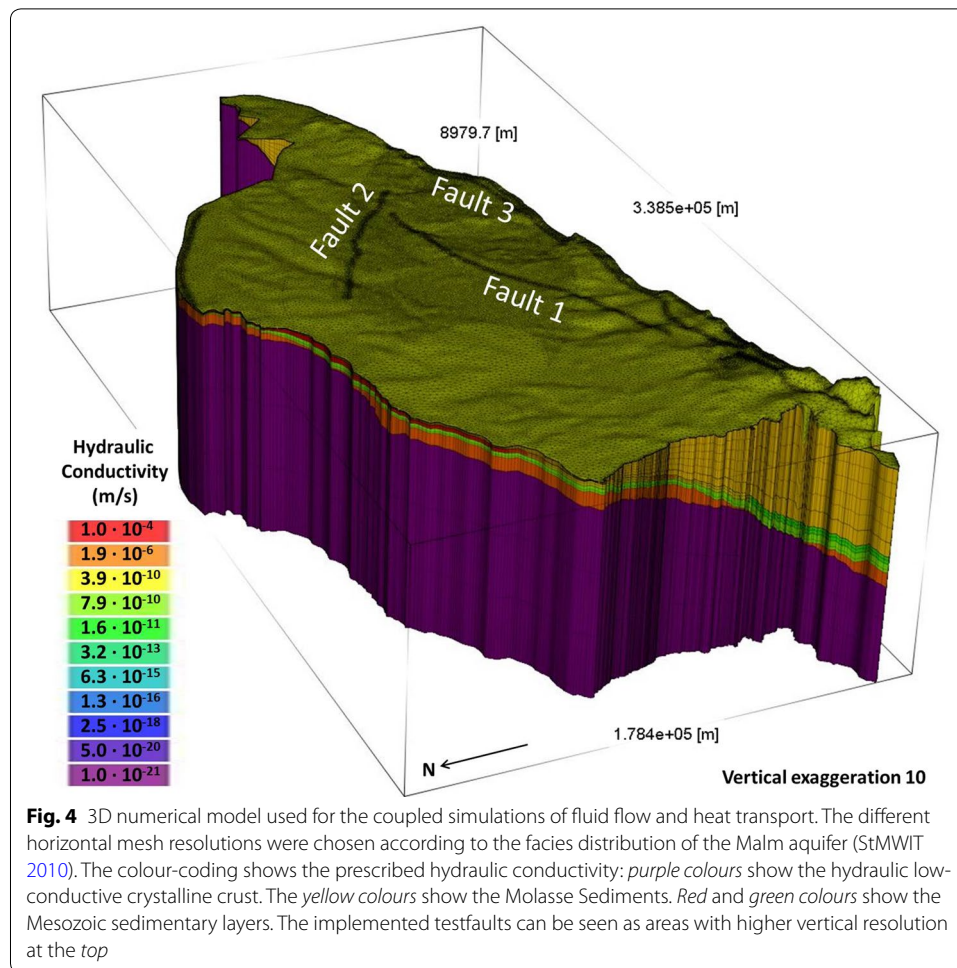 8979.7 [m]
3.385e+05 [m]
Fault 3
Fault 2
Fault 1
Hydraulic
Conductivity
(m/s)
1.0 · 10⁻⁴
1.9 · 10⁻⁶
3.9 · 10⁻¹⁰
7.9 · 10⁻¹⁰
1.6 · 10⁻¹¹
3.2 · 10⁻¹³
6.3 · 10⁻¹⁵
1.3 · 10⁻¹⁶
2.5 · 10⁻¹⁸
5.0 · 10⁻²⁰
1.0 · 10⁻²¹
1.784e+05 [m]
N
Vertical exaggeration 10
Fig. 4 3D numerical model used for the coupled simulations of fluid flow and heat transport. The different
horizontal mesh resolutions were chosen according to the facies distribution of the Malm aquifer (StMWIT
2010). The colour-coding shows the prescribed hydraulic conductivity: purple colours show the hydraulic low-
conductive crystalline crust. The yellow colours show the Molasse Sediments. Red and green colours show the
Mesozoic sedimentary layers. The implemented testfaults can be seen as areas with higher vertical resolution
at the top